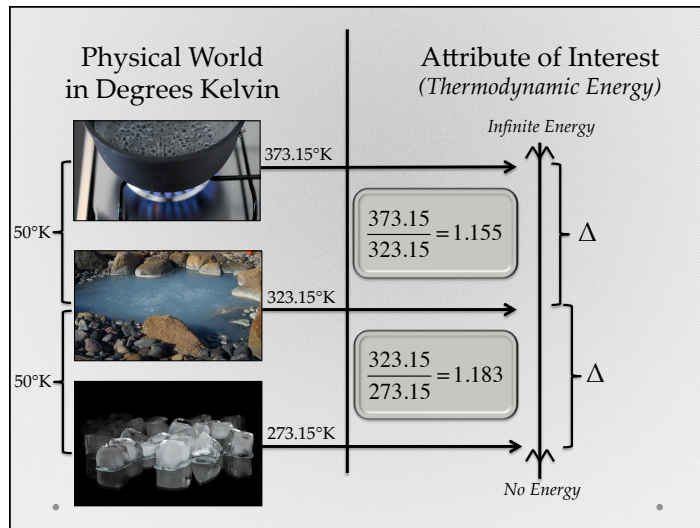 Physical World
in Degrees Kelvin
Attribute of Interest
(Thermodynamic Energy)
Infinite Energy
373.15°K
373.15
323.15
=1.155
50°K
Δ
323.15°K
323.15
273.15
=1.183
50°K
Δ
273.15°K
No Energy